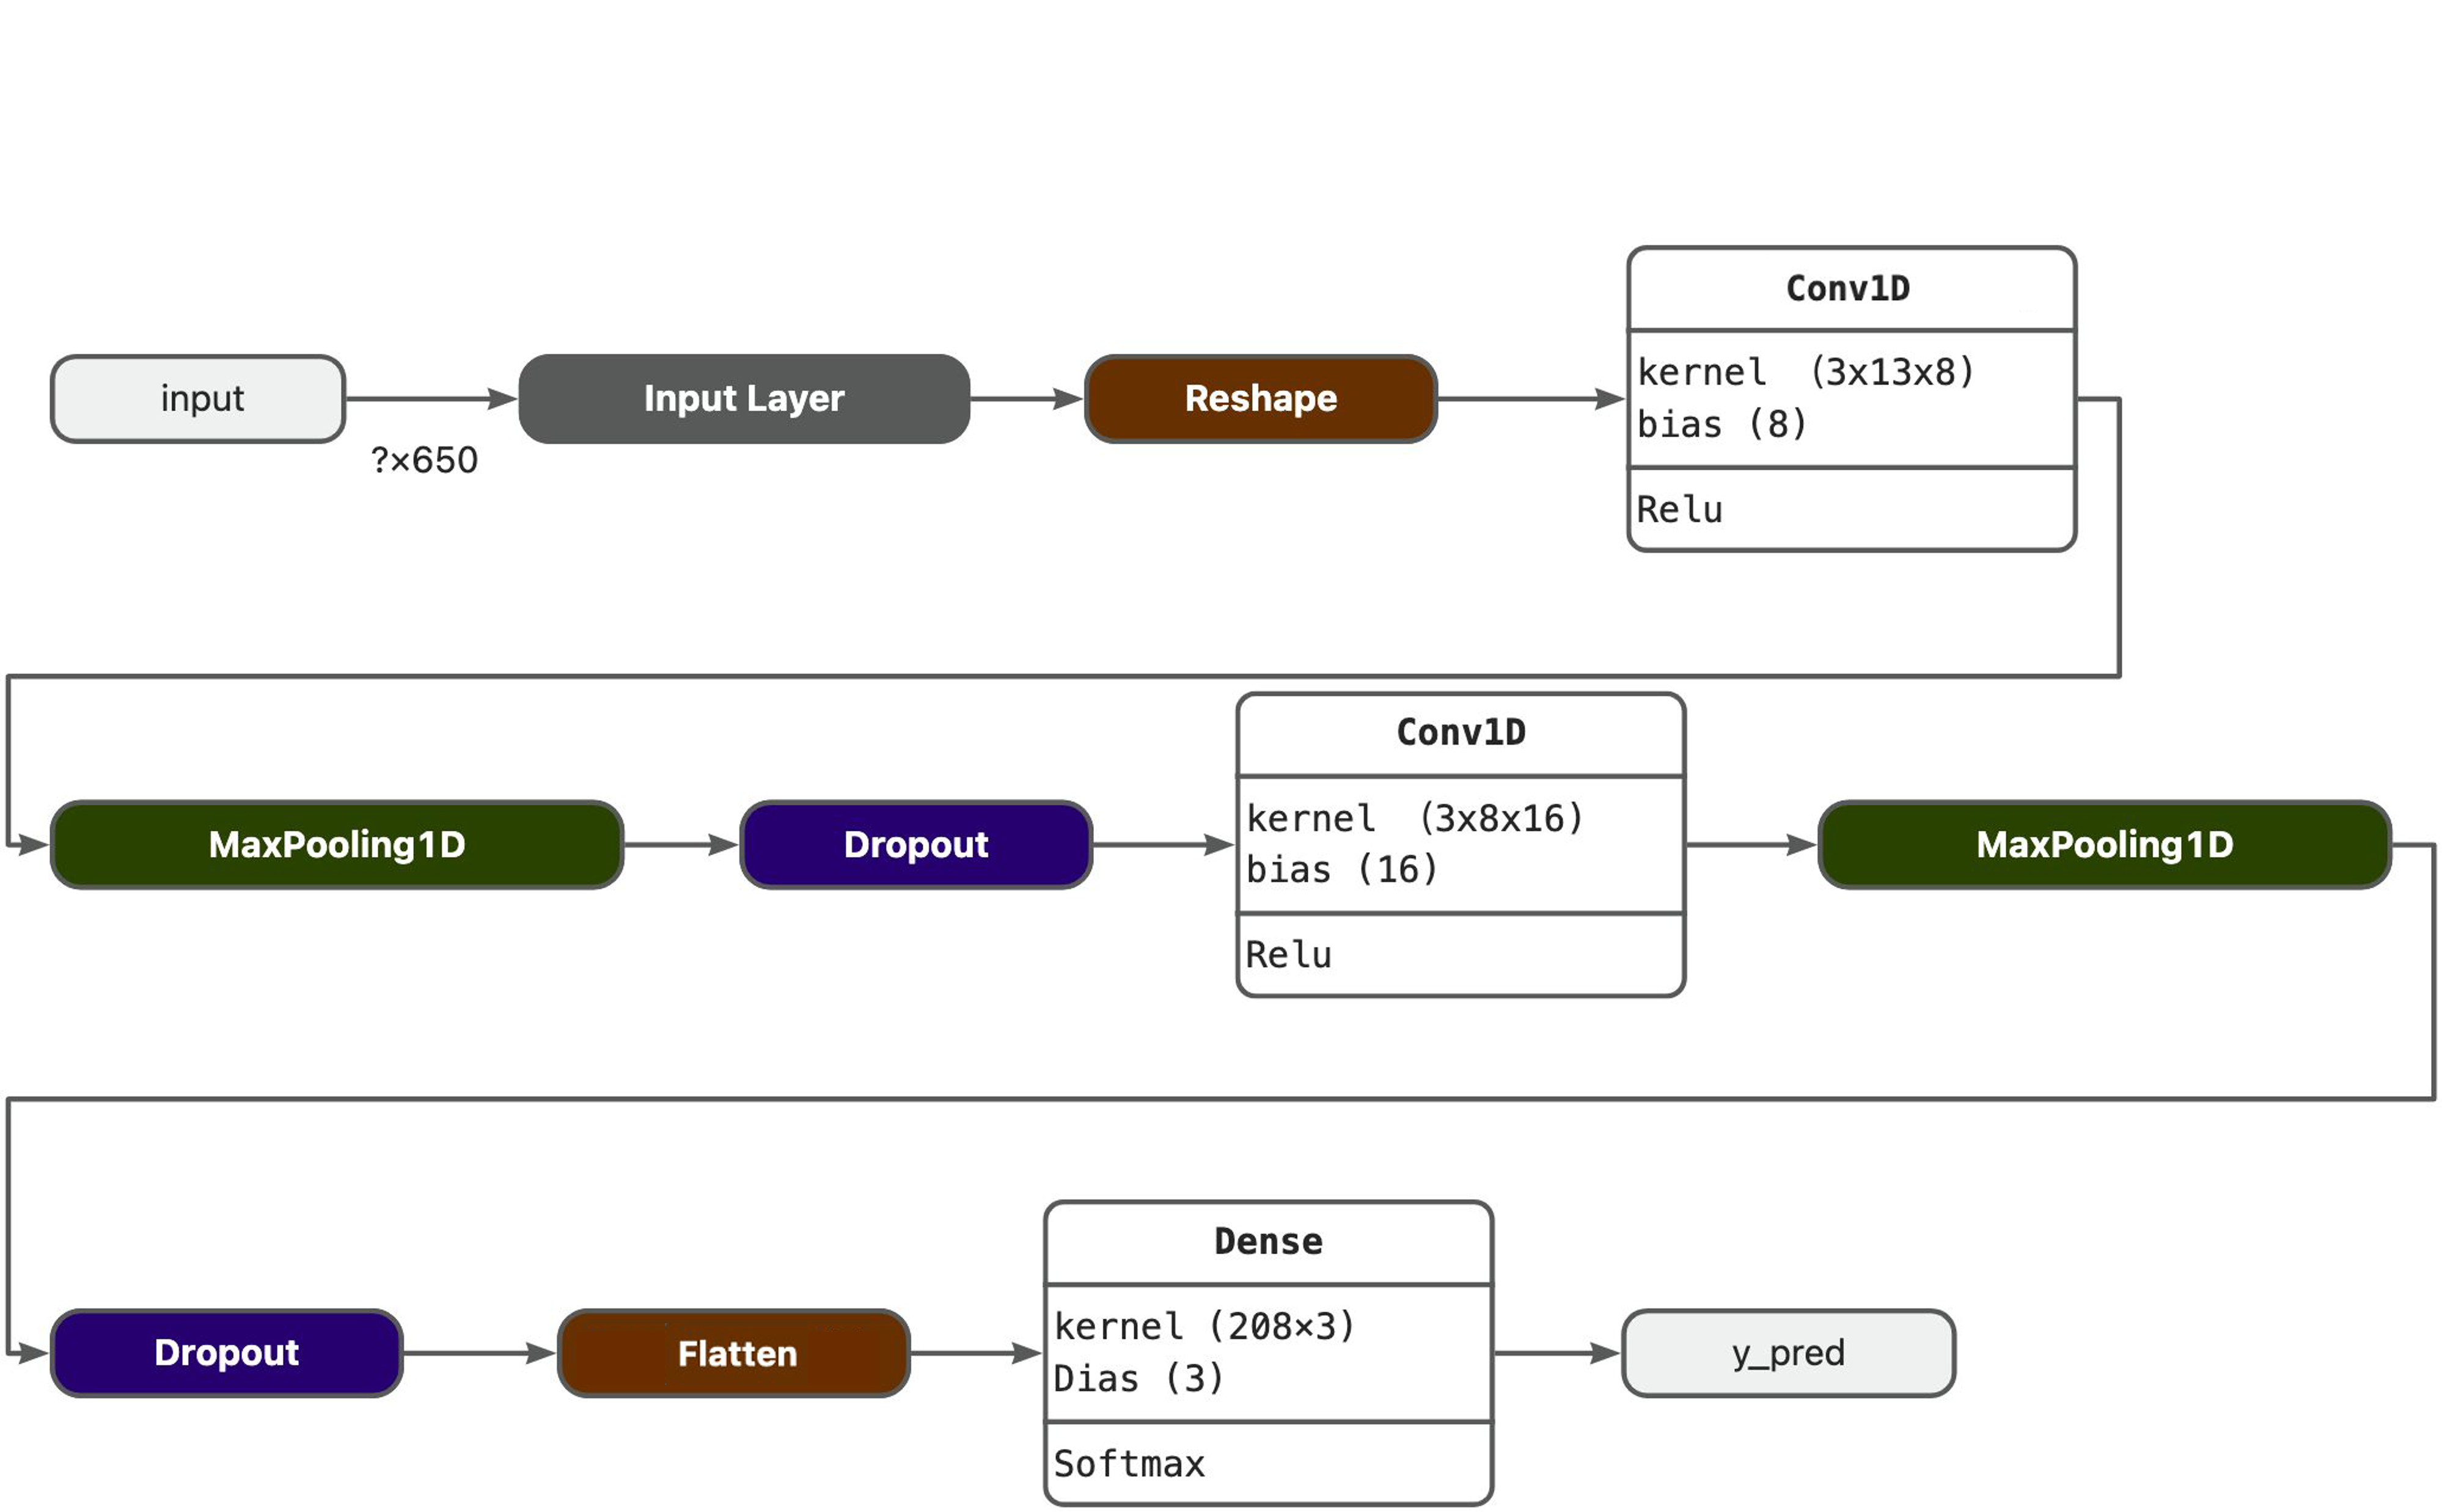 input
?×650
Input Layer
Reshape
Conv1D
kernel (3x13x8)
bias (8)
Relu
MaxPooling1D
Dropout
Conv1D
kernel (3x8x16)
bias (16)
Relu
MaxPooling1D
Dropout
Flatten
Dense
kernel (208×3)
Dias (3)
Softmax
y_pred